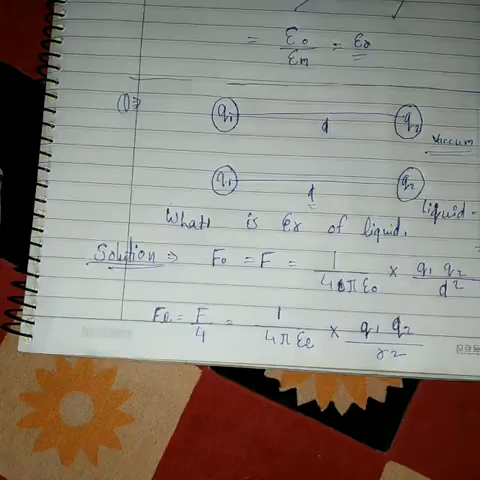 = ε₀/εm = εr
①⇒ q₁ d q₂
vaccum
q₁ d q₂
liquid -
What is εr of liquid.
Solution ⇒ F₀ = F = 1/4πε₀ × q₁ q₂/d²
Fl = F/4 = 1/4πεl × q₁ q₂/r2